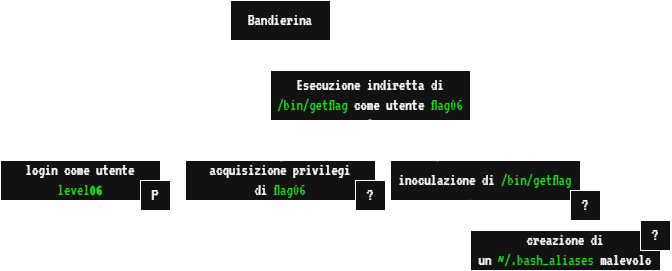 Bandierina
Esecuzione indiretta di
/bin/getflag come utente flag06
login come utente
level06
P
acquisizione privilegi
di flag06
?
inoculazione di /bin/getflag
?
creazione di
un ~/.bash_aliases malevolo
?